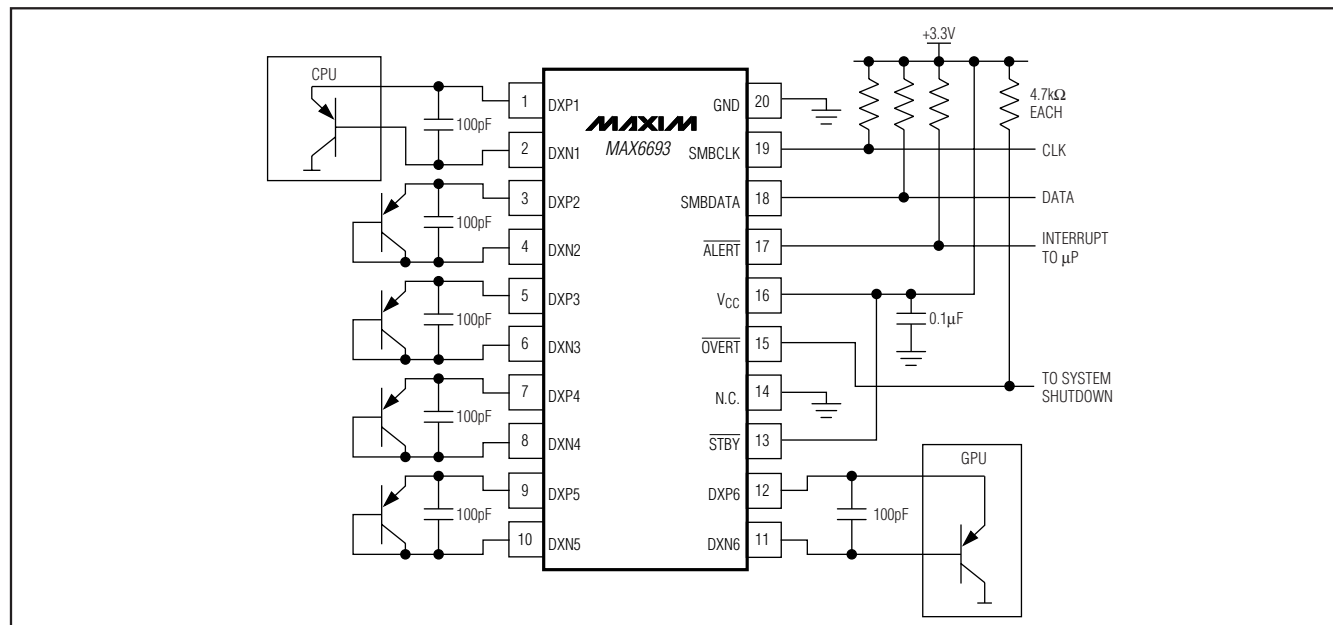 +3.3V
CPU
4.7kΩ
EACH
100pF
1
DXP1
2
DXN1
MAXIM
MAX6693
GND
20
SMBCLK
19
CLK
3
DXP2
100pF
4
DXN2
SMBDATA
18
DATA
ALERT
17
INTERRUPT
TO μP
5
DXP3
100pF
6
DXN3
VCC
16
0.1μF
OVERT
15
7
DXP4
100pF
8
DXN4
N.C.
14
TO SYSTEM
SHUTDOWN
STBY
13
9
DXP5
100pF
10
DXN5
DXP6
12
100pF
DXN6
11
GPU